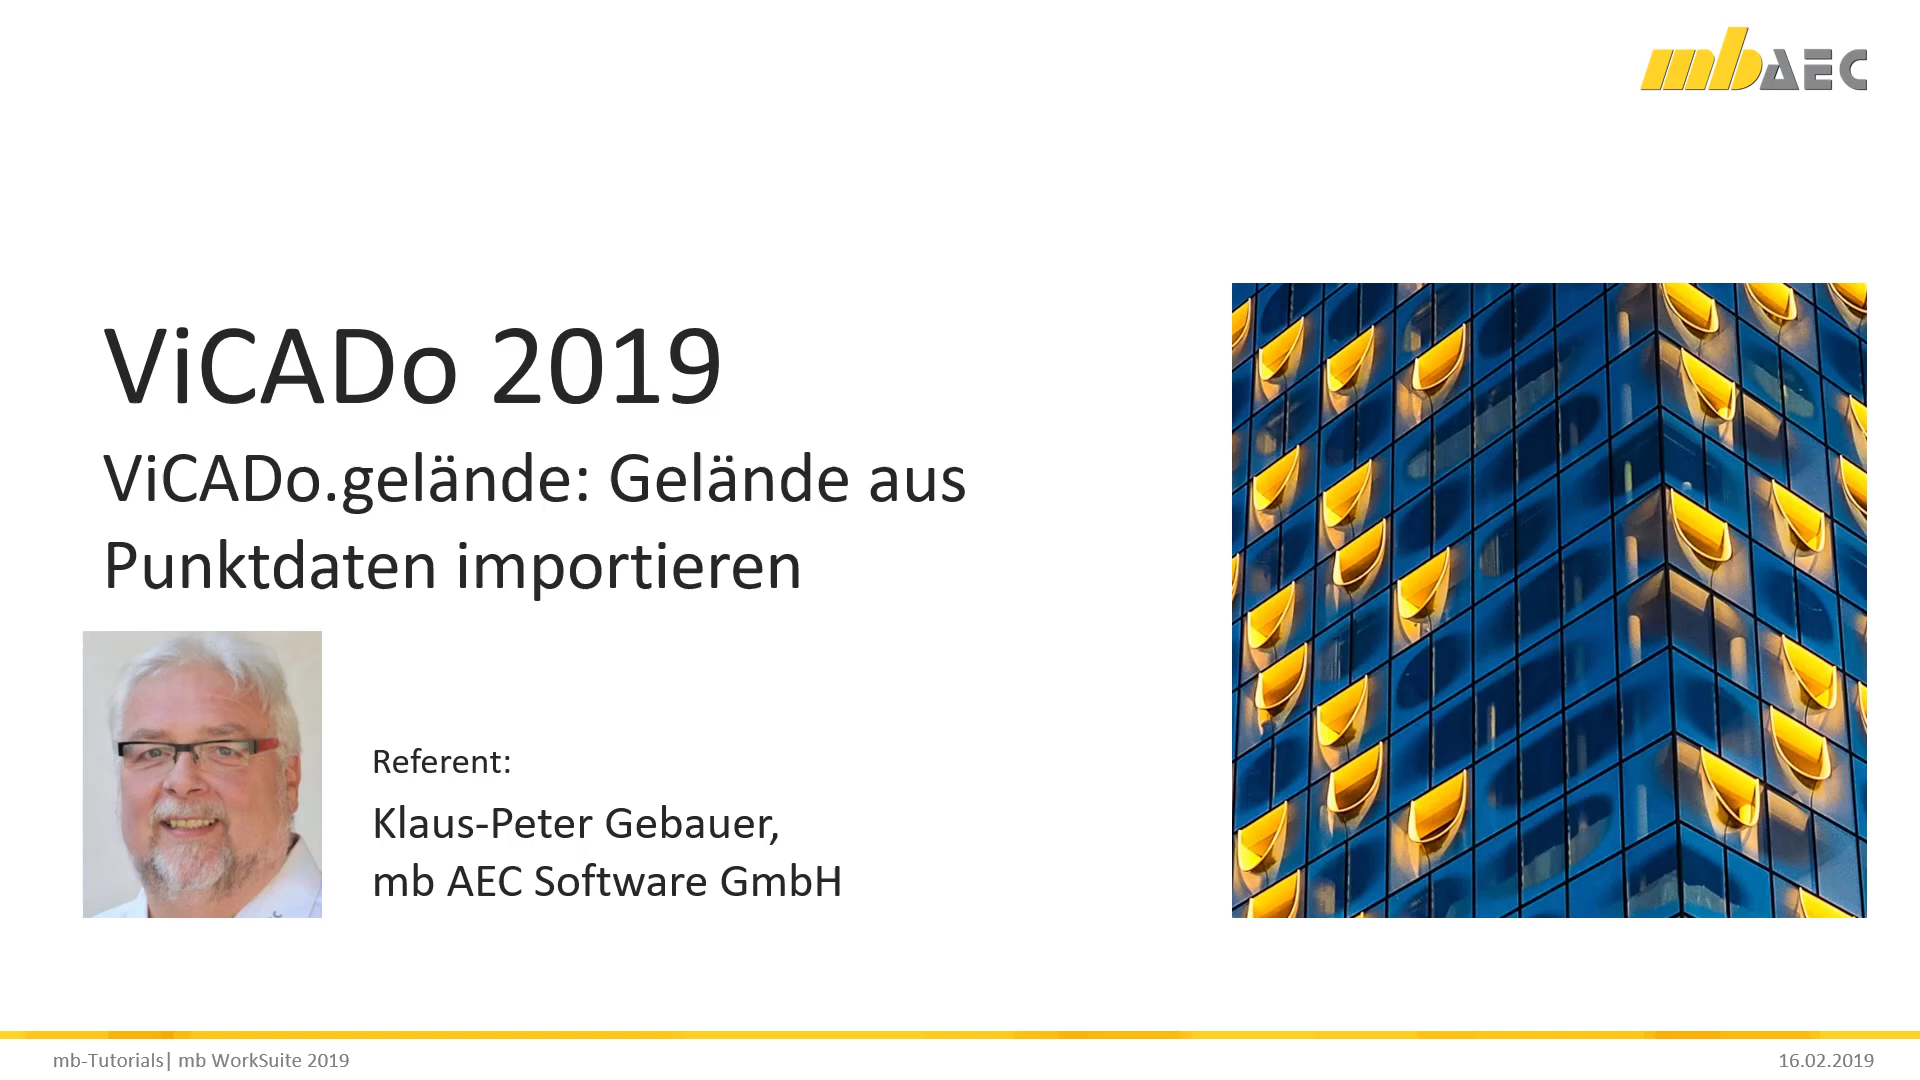 mbAEC
ViCADo 2019
ViCADo.gelände: Gelände aus
Punktdaten importieren
Referent:
Klaus-Peter Gebauer,
mb AEC Software GmbH
mb-Tutorials| mb WorkSuite 2019
16.02.2019